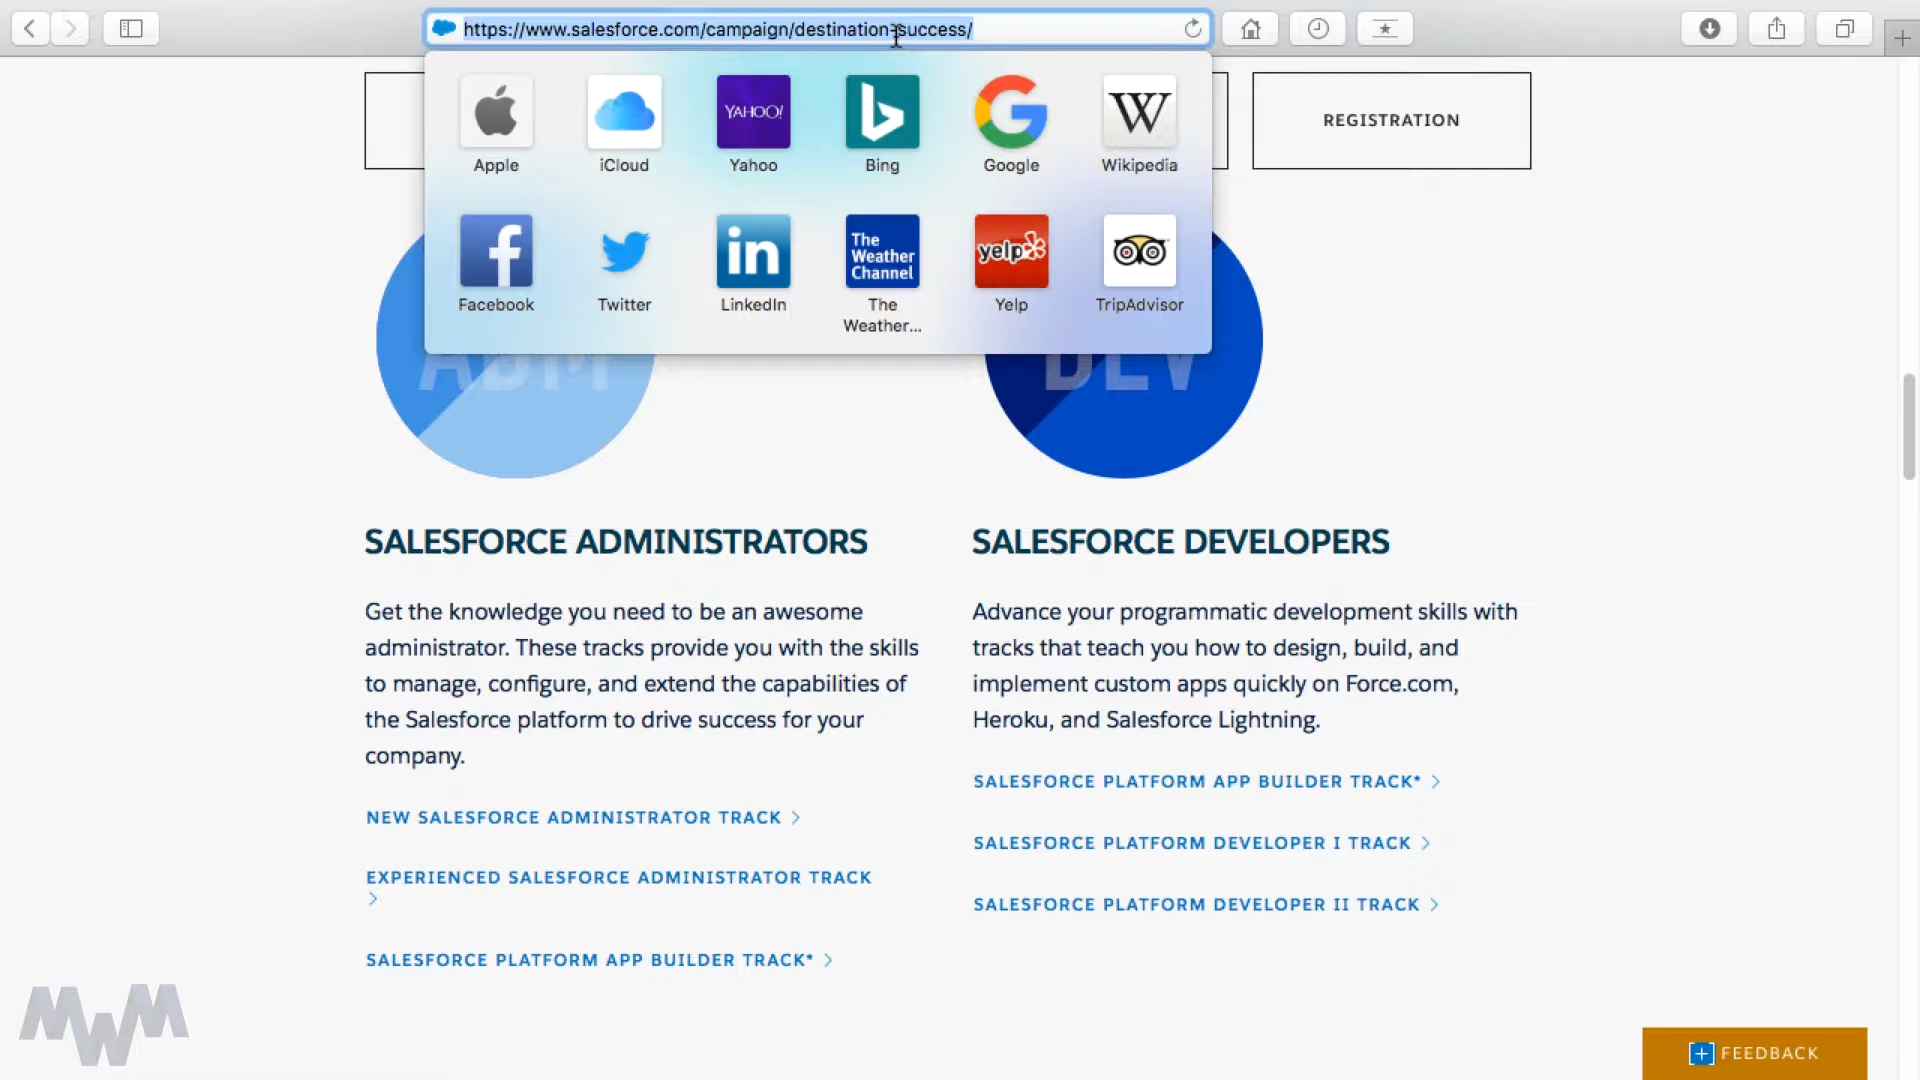 https://www.salesforce.com/campaign/destination-success/
REGISTRATION
YAHOO!
W
Apple
iCloud
Yahoo
Bing
Google
Wikipedia
f
in
The
Weather
Channel
yelp
Facebook
Twitter
LinkedIn
The
Weather...
Yelp
TripAdvisor
ADM
DEV
SALESFORCE ADMINISTRATORS
Get the knowledge you need to be an awesome
administrator. These tracks provide you with the skills
to manage, configure, and extend the capabilities of
the Salesforce platform to drive success for your
company.
NEW SALESFORCE ADMINISTRATOR TRACK >
EXPERIENCED SALESFORCE ADMINISTRATOR TRACK
>
SALESFORCE PLATFORM APP BUILDER TRACK* >
SALESFORCE DEVELOPERS
Advance your programmatic development skills with
tracks that teach you how to design, build, and
implement custom apps quickly on Force.com,
Heroku, and Salesforce Lightning.
SALESFORCE PLATFORM APP BUILDER TRACK* >
SALESFORCE PLATFORM DEVELOPER I TRACK >
SALESFORCE PLATFORM DEVELOPER II TRACK >
MWM
FEEDBACK